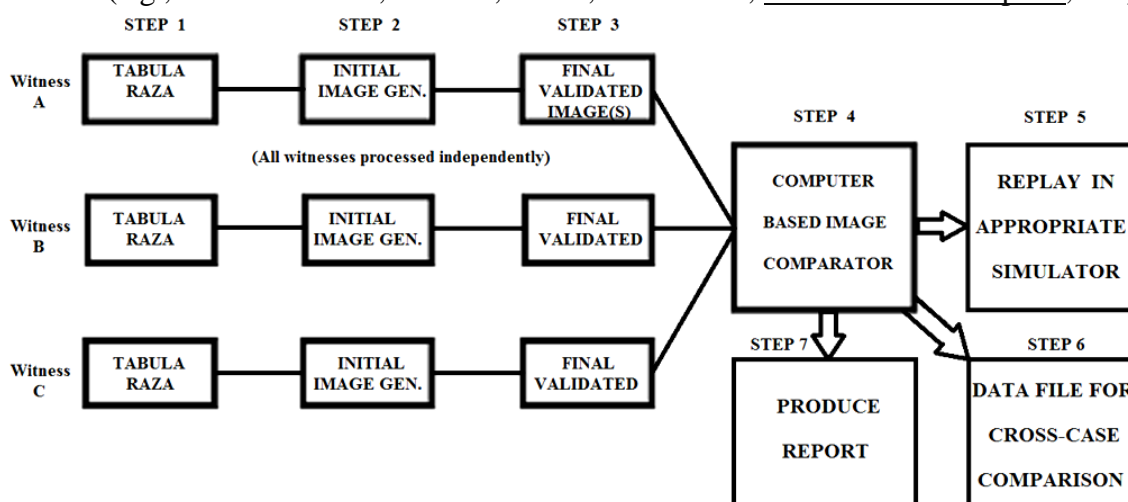 STEP 1
STEP 2
STEP 3
Witness
A
TABULA
RAZA
INITIAL
IMAGE GEN.
FINAL
VALIDATED
IMAGE(S)
(All witnesses processed independently)
Witness
B
TABULA
RAZA
INITIAL
IMAGE GEN.
FINAL
VALIDATED
Witness
C
TABULA
RAZA
INITIAL
IMAGE GEN.
FINAL
VALIDATED
STEP 4
COMPUTER
BASED IMAGE
COMPARATOR
STEP 5
REPLAY IN
APPROPRIATE
SIMULATOR
STEP 7
PRODUCE
REPORT
STEP 6
DATA FILE FOR
CROSS-CASE
COMPARISON